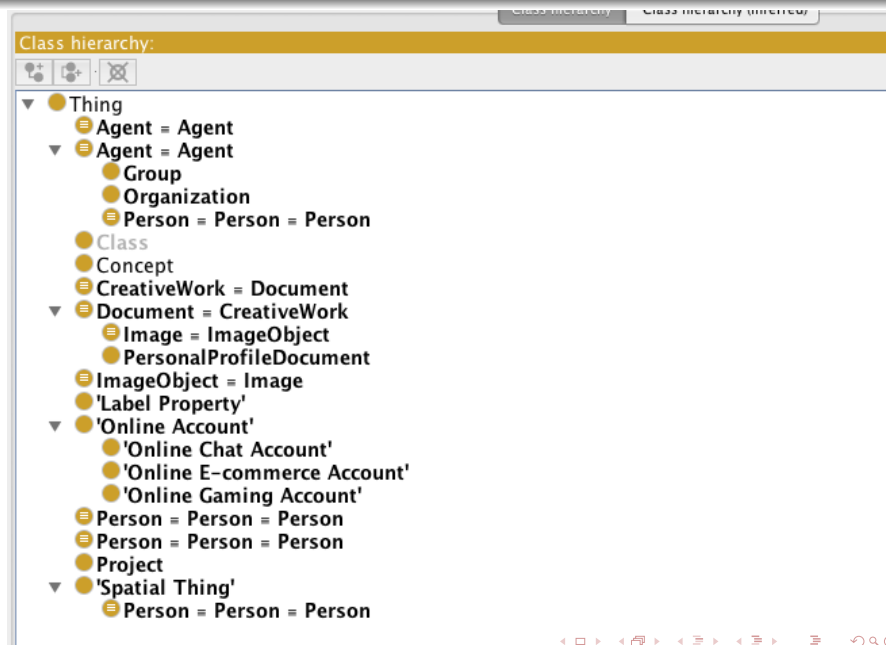 Class hierarchy Class hierarchy (inferred)
Class hierarchy:
Thing
Agent ≡ Agent
Agent ≡ Agent
Group
Organization
Person ≡ Person ≡ Person
Class
Concept
CreativeWork ≡ Document
Document ≡ CreativeWork
Image ≡ ImageObject
PersonalProfileDocument
ImageObject ≡ Image
'Label Property'
'Online Account'
'Online Chat Account'
'Online E-commerce Account'
'Online Gaming Account'
Person ≡ Person ≡ Person
Person ≡ Person ≡ Person
Project
'Spatial Thing'
Person ≡ Person ≡ Person